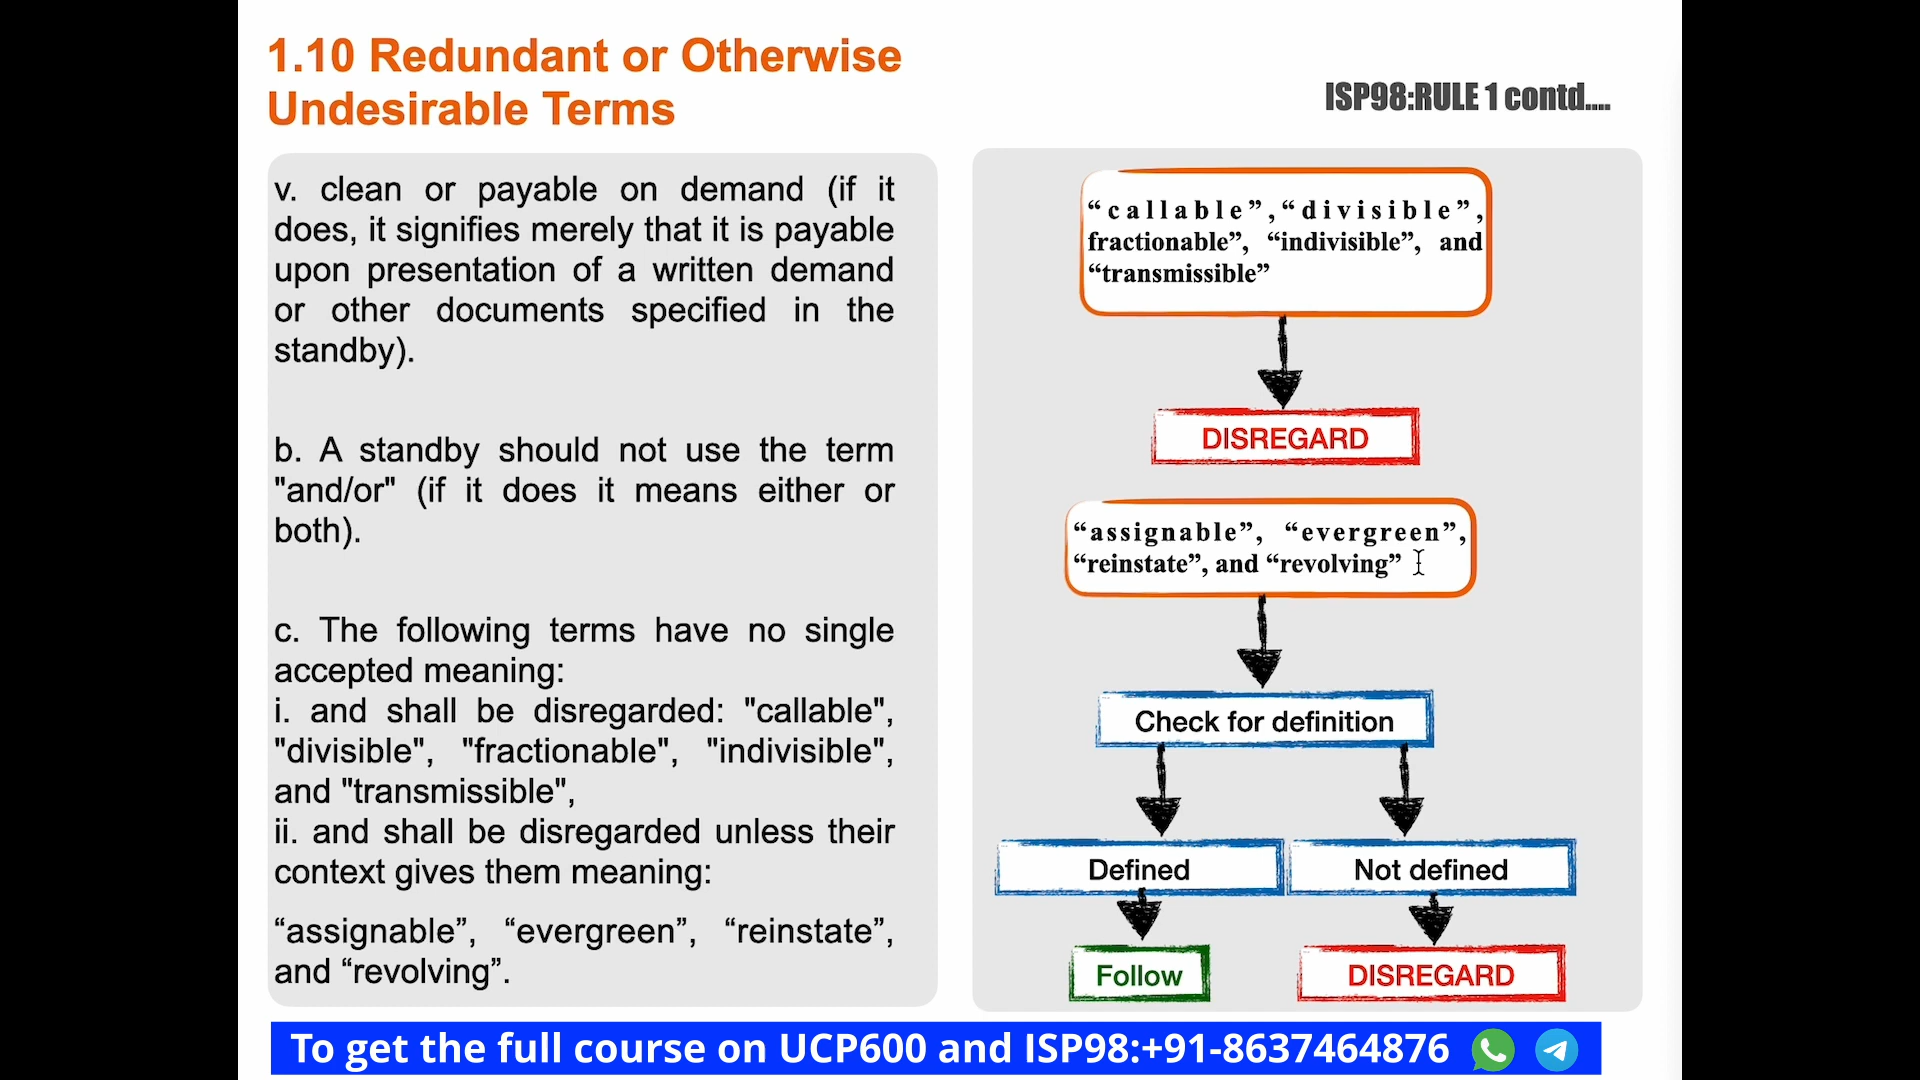 1.10 Redundant or Otherwise
Undesirable Terms
ISP98:RULE 1 contd....
v. clean or payable on demand (if it
does, it signifies merely that it is payable
upon presentation of a written demand
or other documents specified in the
standby).
b. A standby should not use the term
"and/or" (if it does it means either or
both).
c. The following terms have no single
accepted meaning:
i. and shall be disregarded: "callable",
"divisible", "fractionable", "indivisible",
and "transmissible",
ii. and shall be disregarded unless their
context gives them meaning:
“assignable”, “evergreen”, “reinstate”,
and “revolving”.
“callable”,“divisible”,
fractionable”, “indivisible”, and
“transmissible”
DISREGARD
“assignable”, “evergreen”,
“reinstate”, and “revolving”
Check for definition
Defined
Not defined
Follow
DISREGARD
To get the full course on UCP600 and ISP98:+91-8637464876